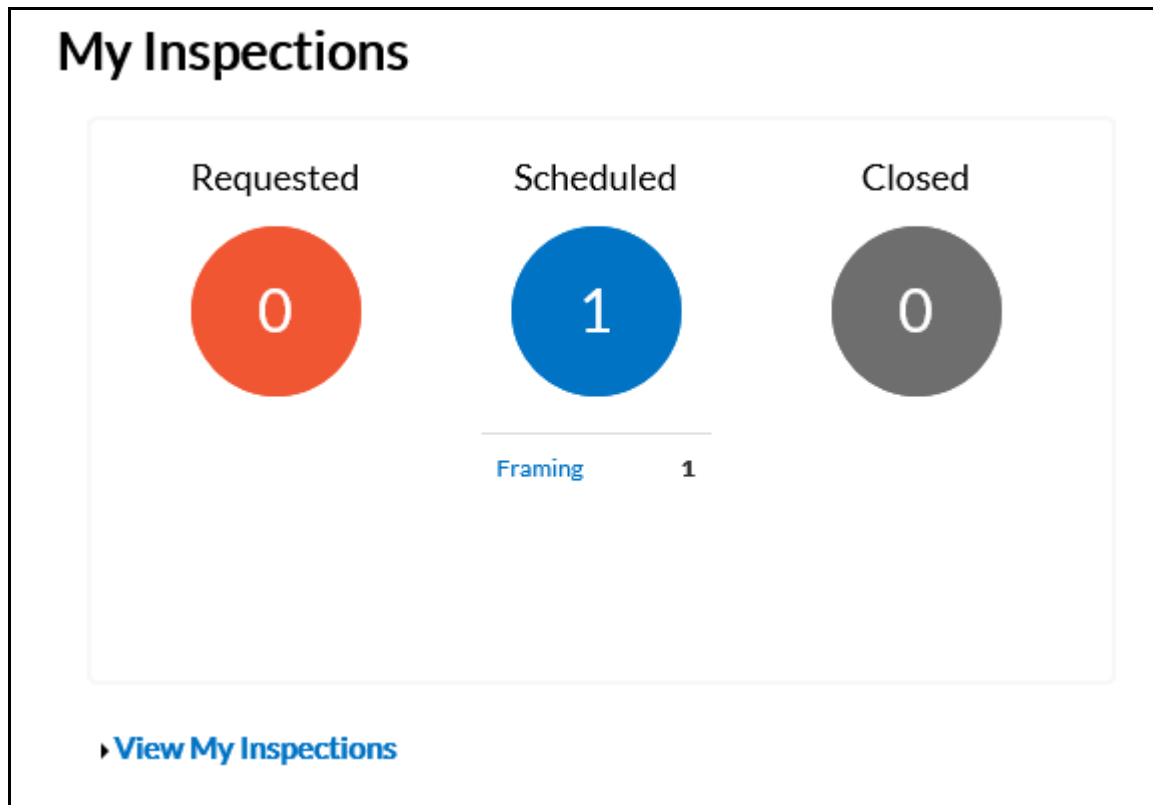 My Inspections
Requested Scheduled Closed
0 1 0
Framing 1
View My Inspections